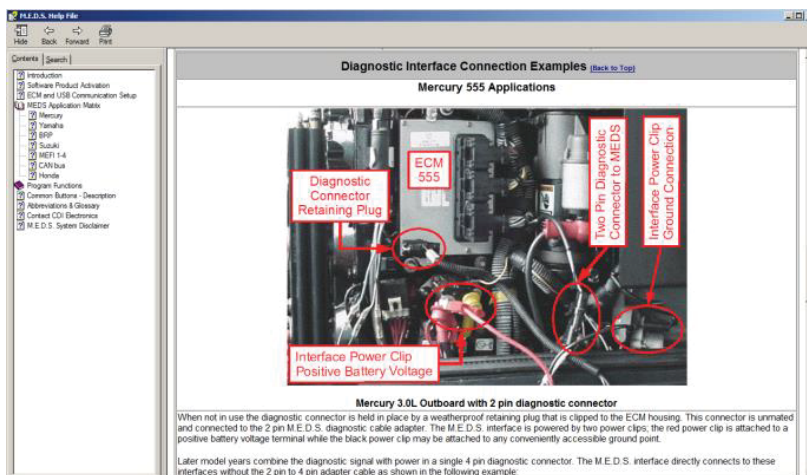 M.E.D.S. Help File
Hide Back Forward Print
Contents Search
Introduction
Software Product Activation
ECM and USB Communication Setup
MEDS Application Matrix
Mercury
Yamaha
BRP
Suzuki
MEFI 1-4
CAN bus
Honda
Program Functions
Common Buttons - Description
Abbreviations & Glossary
Contact CDI Electronics
M.E.D.S. System Disclaimer
Diagnostic Interface Connection Examples (Back to Top)
Mercury 555 Applications
ECM
555
Diagnostic
Connector
Retaining Plug
Two Pin Diagnostic
Connector to MEDS
Interface Power Clip
Ground Connection
Interface Power Clip
Positive Battery Voltage
Mercury 3.0L Outboard with 2 pin diagnostic connector
When not in use the diagnostic connector is held in place by a weatherproof retaining plug that is clipped to the ECM housing. This connector is unmated
and connected to the 2 pin M.E.D.S. diagnostic cable adapter. The M.E.D.S. interface is powered by two power clips; the red power clip is attached to a
positive battery voltage terminal while the black power clip may be attached to any conveniently accessible ground point.
Later model years combine the diagnostic signal with power in a single 4 pin diagnostic connector. The M.E.D.S. interface directly connects to these
interfaces without the 2 pin to 4 pin adapter cable as shown in the following example: